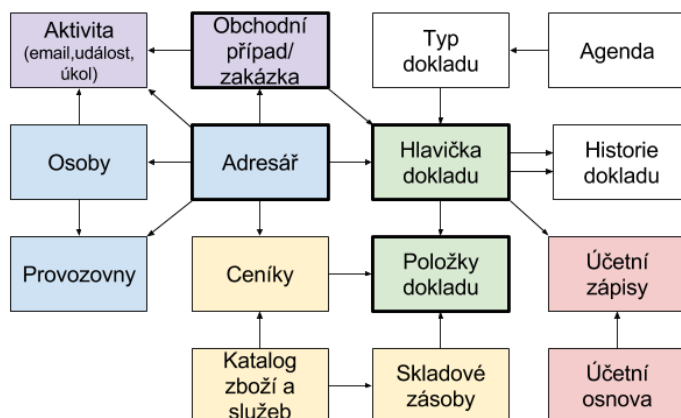 Aktivita
(email,událost,
úkol)
Obchodní
případ/
zakázka
Typ
dokladu
Agenda
Osoby
Adresář
Hlavička
dokladu
Historie
dokladu
Provozovny
Ceníky
Položky
dokladu
Účetní
zápisy
Katalog
zboží a
služeb
Skladové
zásoby
Účetní
osnova